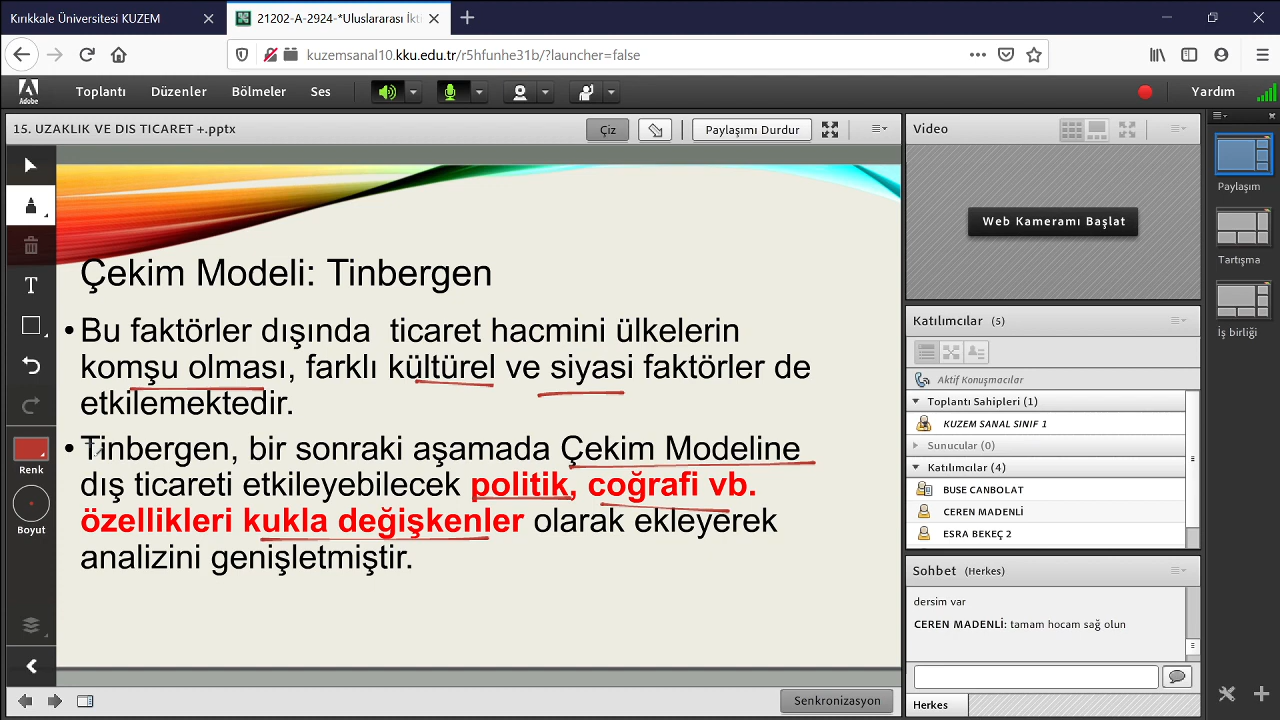 Kırıkkale Üniversitesi KUZEM
21202-A-2924-*Uluslararası İkti
kuzemsanal10.kku.edu.tr/r5hfunhe31b/?launcher=false
Adobe
Toplantı
Düzenler
Bölmeler
Ses
Yardım
15. UZAKLIK VE DIS TICARET +.pptx
Çiz
Paylaşımı Durdur
Çekim Modeli: Tinbergen
• Bu faktörler dışında ticaret hacmini ülkelerin
komşu olması, farklı kültürel ve siyasi faktörler de
etkilemektedir.
• Tinbergen, bir sonraki aşamada Çekim Modeline
dış ticareti etkileyebilecek politik, coğrafi vb.
özellikleri kukla değişkenler olarak ekleyerek
analizini genişletmiştir.
T
Renk
Boyut
Senkronizasyon
Video
Web Kameramı Başlat
Katılımcılar (5)
Aktif Konuşmacılar
Toplantı Sahipleri (1)
KUZEM SANAL SINIF 1
Sunucular (0)
Katılımcılar (4)
BUSE CANBOLAT
CEREN MADENLİ
ESRA BEKEÇ 2
Sohbet (Herkes)
dersim var
CEREN MADENLİ: tamam hocam sağ olun
Herkes
Paylaşım
Tartışma
İş birliği